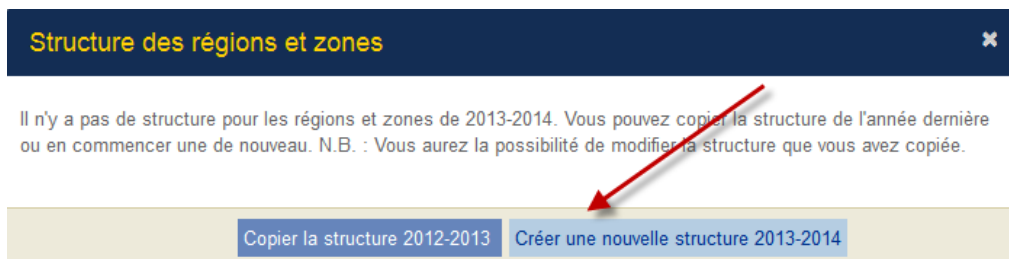 Structure des régions et zones
Il n'y a pas de structure pour les régions et zones de 2013-2014. Vous pouvez copier la structure de l'année dernière
ou en commencer une de nouveau. N.B. : Vous aurez la possibilité de modifier la structure que vous avez copiée.
Copier la structure 2012-2013 Créer une nouvelle structure 2013-2014